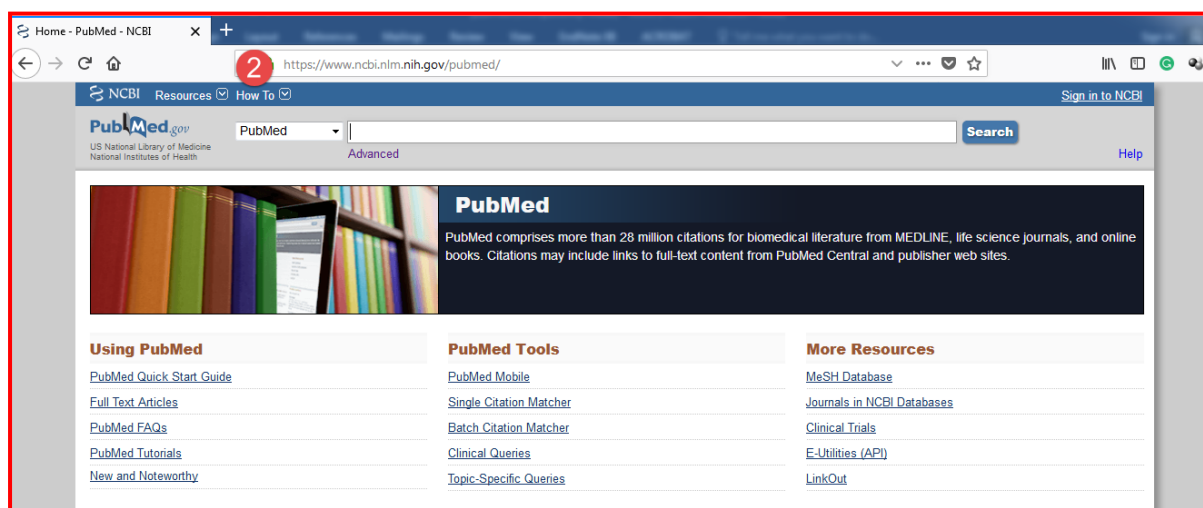 Home - PubMed - NCBI
2
https://www.ncbi.nlm.nih.gov/pubmed/
NCBI Resources How To Sign in to NCBI
PubMed.gov
US National Library of Medicine
National Institutes of Health
PubMed
Search
Advanced
Help
PubMed
PubMed comprises more than 28 million citations for biomedical literature from MEDLINE, life science journals, and online
books. Citations may include links to full-text content from PubMed Central and publisher web sites.
Using PubMed
PubMed Quick Start Guide
Full Text Articles
PubMed FAQs
PubMed Tutorials
New and Noteworthy
PubMed Tools
PubMed Mobile
Single Citation Matcher
Batch Citation Matcher
Clinical Queries
Topic-Specific Queries
More Resources
MeSH Database
Journals in NCBI Databases
Clinical Trials
E-Utilities (API)
LinkOut